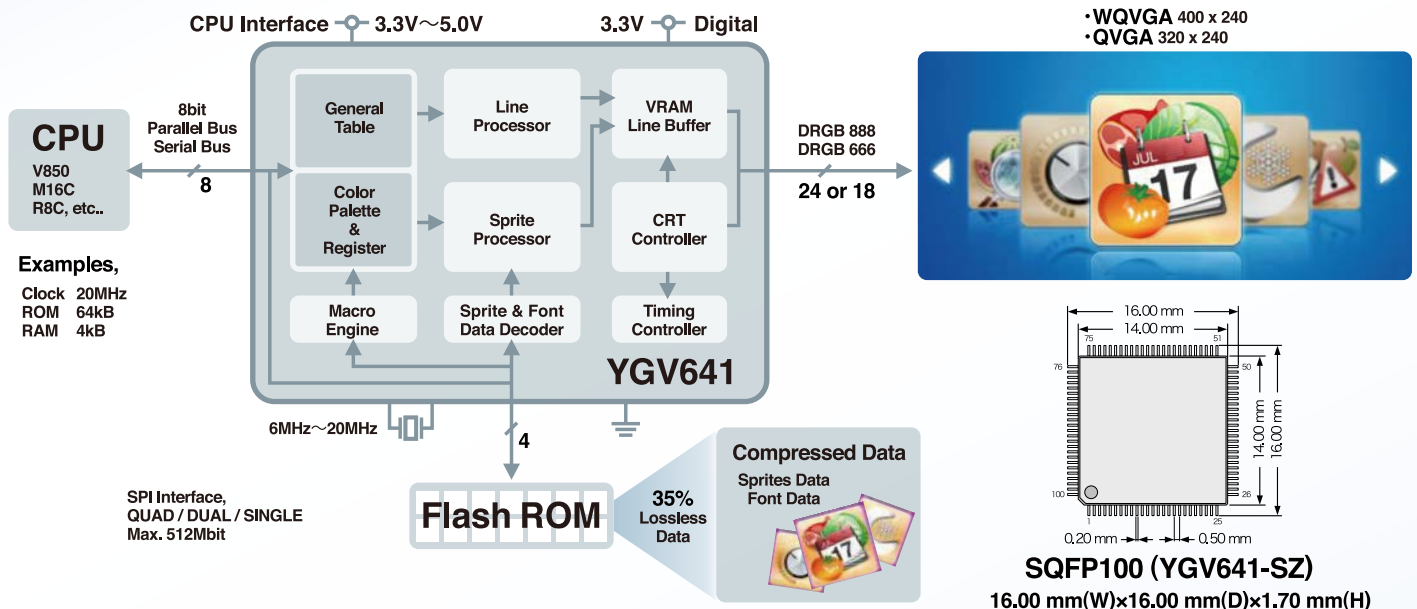 CPU Interface 3.3V～5.0V
3.3V Digital
・WQVGA 400 x 240
・QVGA 320 x 240
CPU
V850
M16C
R8C, etc..
8bit
Parallel Bus
Serial Bus
8
Examples,
Clock 20MHz
ROM 64kB
RAM 4kB
General
Table
Line
Processor
VRAM
Line Buffer
Color
Palette
&
Register
Sprite
Processor
CRT
Controller
Macro
Engine
Sprite & Font
Data Decoder
Timing
Controller
YGV641
DRGB 888
DRGB 666
24 or 18
JUL
17
6MHz～20MHz
4
SPI Interface,
QUAD / DUAL / SINGLE
Max. 512Mbit
Flash ROM
35%
Lossless
Data
Compressed Data
Sprites Data
Font Data
17
16.00 mm
14.00 mm
75
51
76
50
14.00 mm
16.00 mm
100
26
1
25
0.20 mm
0.50 mm
SQFP100 (YGV641-SZ)
16.00 mm(W)×16.00 mm(D)×1.70 mm(H)